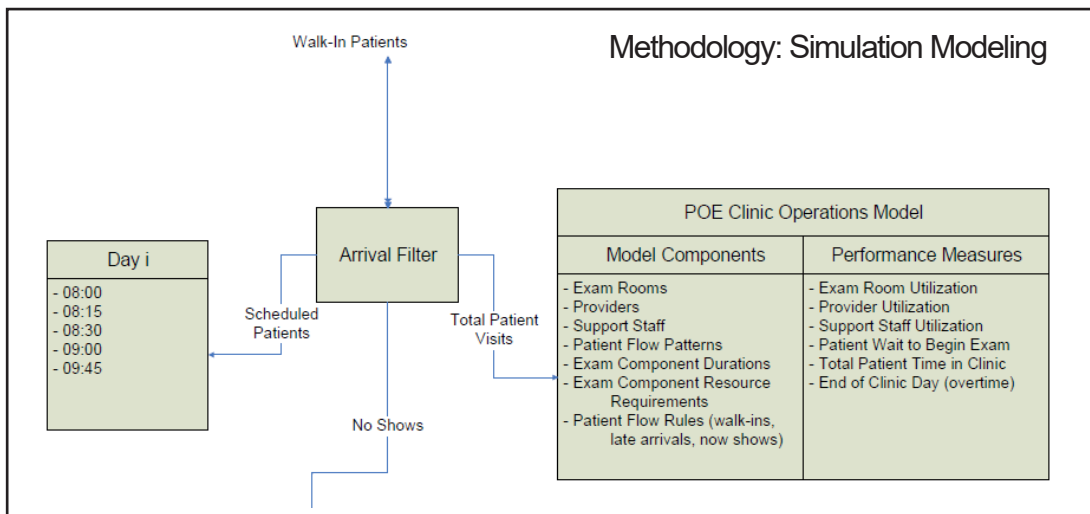 Methodology: Simulation Modeling
Walk-In Patients
Arrival Filter
Day i
- 08:00
- 08:15
- 08:30
- 09:00
- 09:45
Scheduled
Patients
Total Patient
Visits
No Shows
POE Clinic Operations Model
Model Components
- Exam Rooms
- Providers
- Support Staff
- Patient Flow Patterns
- Exam Component Durations
- Exam Component Resource
Requirements
- Patient Flow Rules (walk-ins,
late arrivals, now shows)
Performance Measures
- Exam Room Utilization
- Provider Utilization
- Support Staff Utilization
- Patient Wait to Begin Exam
- Total Patient Time in Clinic
- End of Clinic Day (overtime)